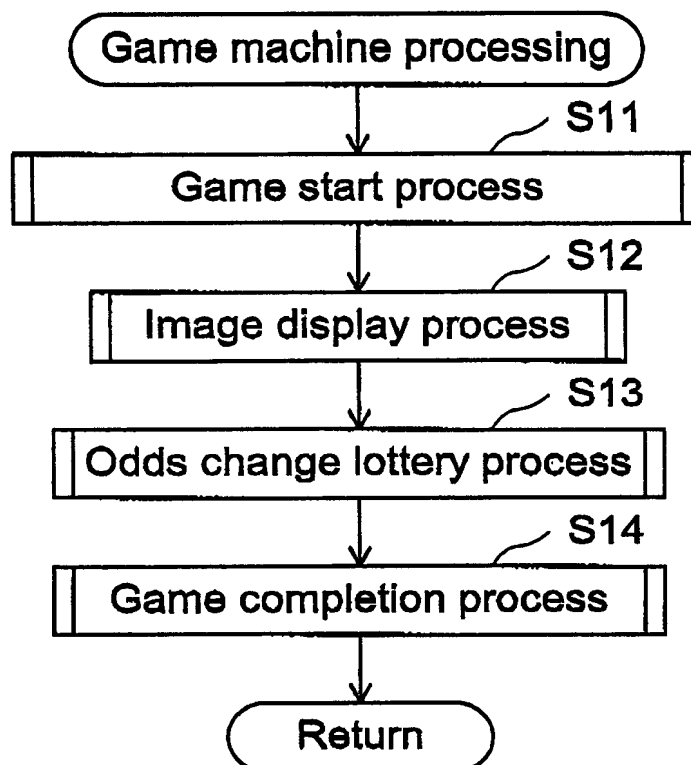 Game machine processing
S11
Game start process
S12
Image display process
S13
Odds change lottery process
S14
Game completion process
Return